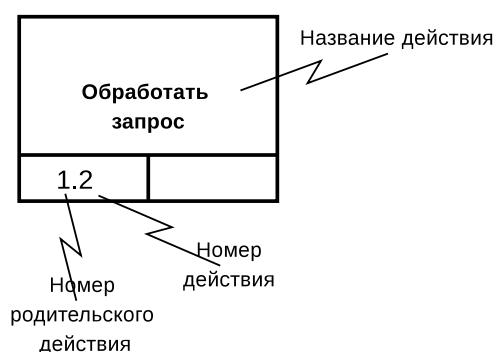 Название действия
Обработать
запрос
1.2
Номер
действия
Номер
родительского
действия